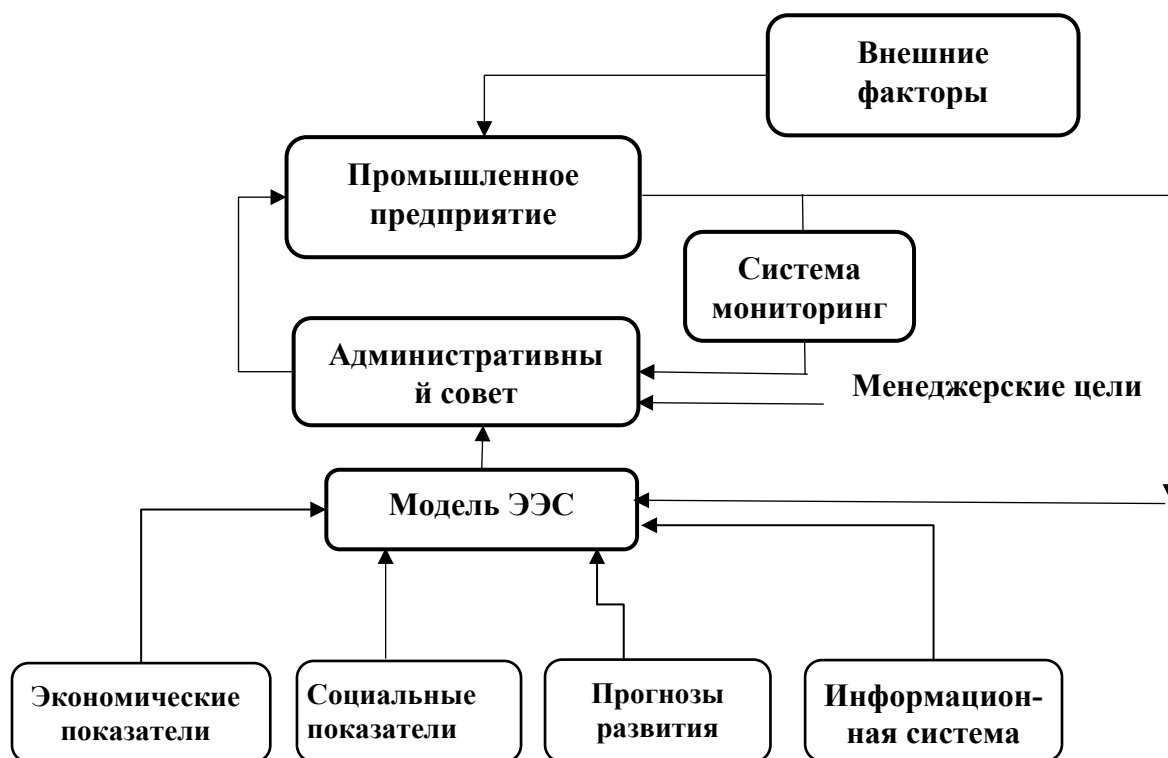 Внешние
факторы
Промышленное
предприятие
Система
мониторинг
Административны
й совет
Менеджерские цели
Модель ЭЭС
Экономические
показатели
Социальные
показатели
Прогнозы
развития
Информацион-
ная система